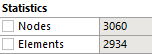 Statistics
Nodes 3060
Elements 2934